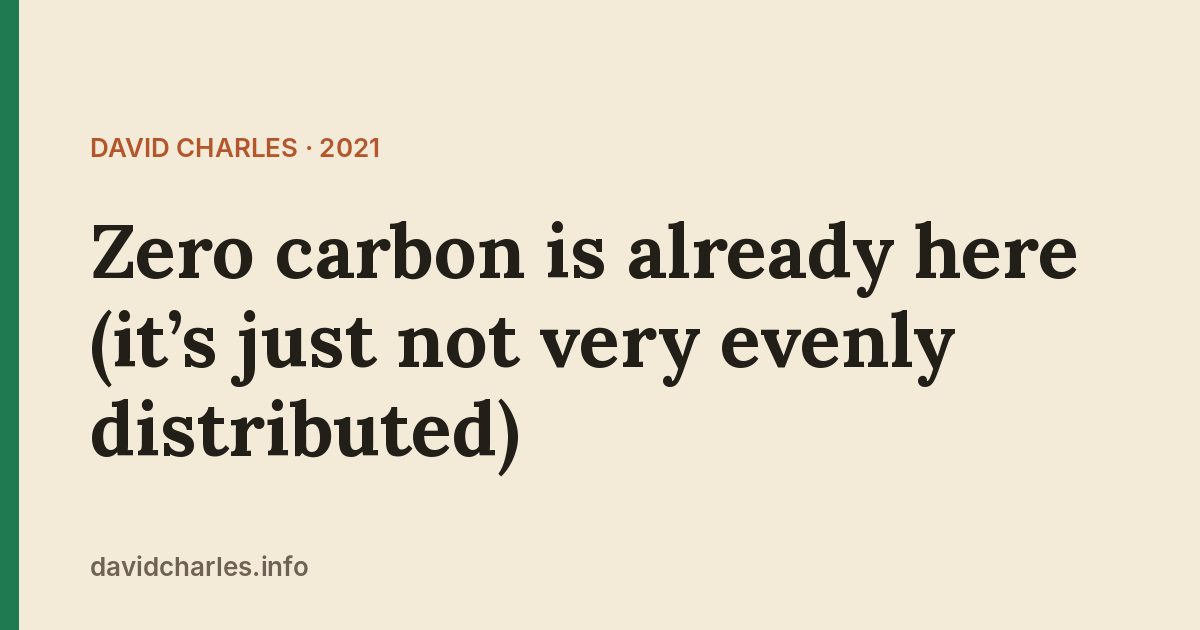 DAVID CHARLES · 2021
Zero carbon is already here
(it’s just not very evenly
distributed)
davidcharles.info